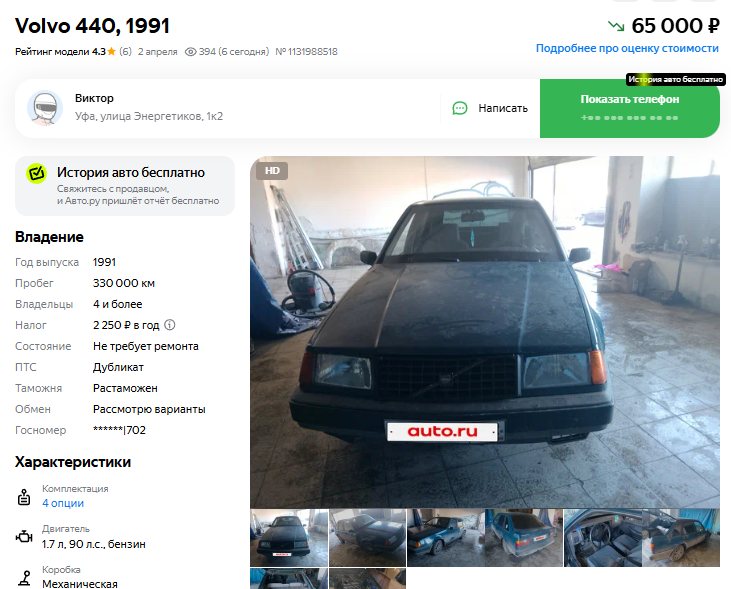 Volvo 440, 1991
65 000 ₽
Рейтинг модели 4.3 ★ (6) 2 апреля 394 (6 сегодня) № 1131988518
Подробнее про оценку стоимости
История авто бесплатно
Виктор
Уфа, улица Энергетиков, 1к2
Написать
Показать телефон
+•• ••• ••• •• ••
История авто бесплатно
Свяжитесь с продавцом,
и Авто.ру пришлёт отчёт бесплатно
HD
Владение
Год выпуска 1991
Пробег 330 000 км
Владельцы 4 и более
Налог 2 250 ₽ в год
Состояние Не требует ремонта
ПТС Дубликат
Таможня Растаможен
Обмен Рассмотрю варианты
Госномер ******|702
auto.ru
Характеристики
Комплектация
4 опции
Двигатель
1.7 л, 90 л.с., бензин
Коробка
Механическая